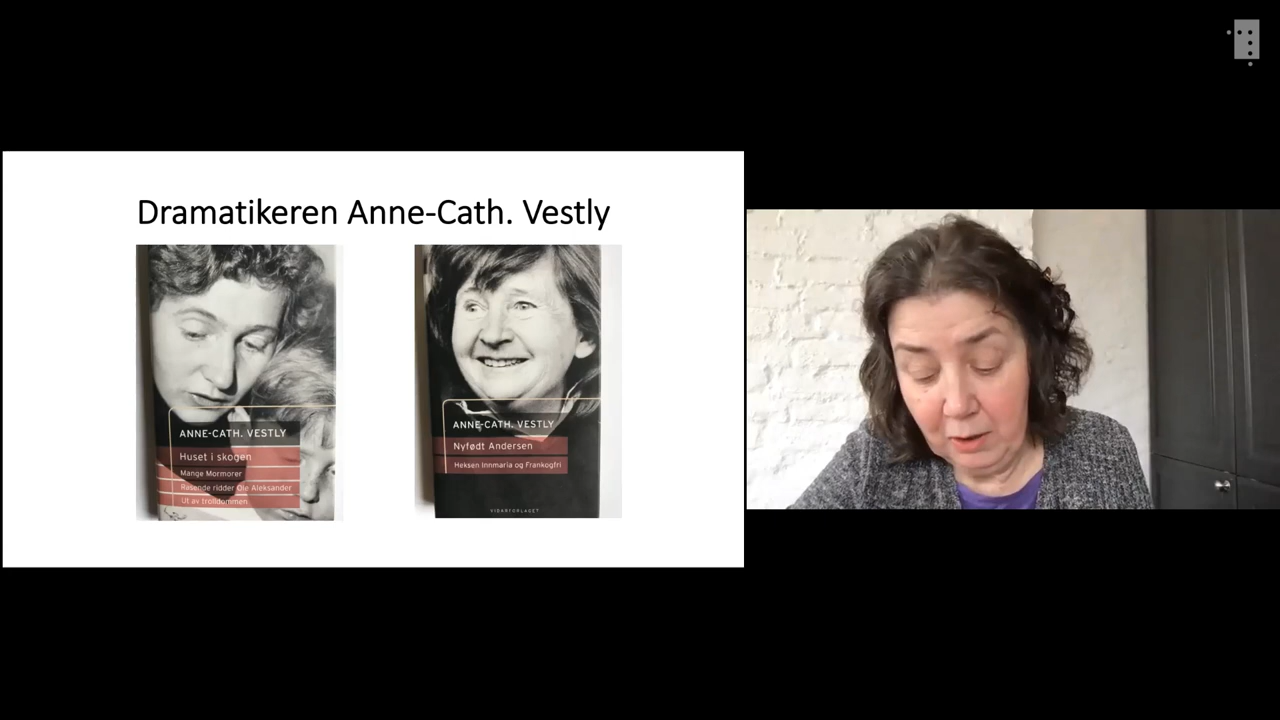 Dramatikeren Anne-Cath. Vestly
ANNE-CATH. VESTLY
Huset i skogen
Mange Mormorer
Rasende ridder Ole Aleksander
Ut av trolldommen
ANNE-CATH. VESTLY
Nyfødt Andersen
Heksen Innmaria og Frankogfri
VIDARFORLAGET